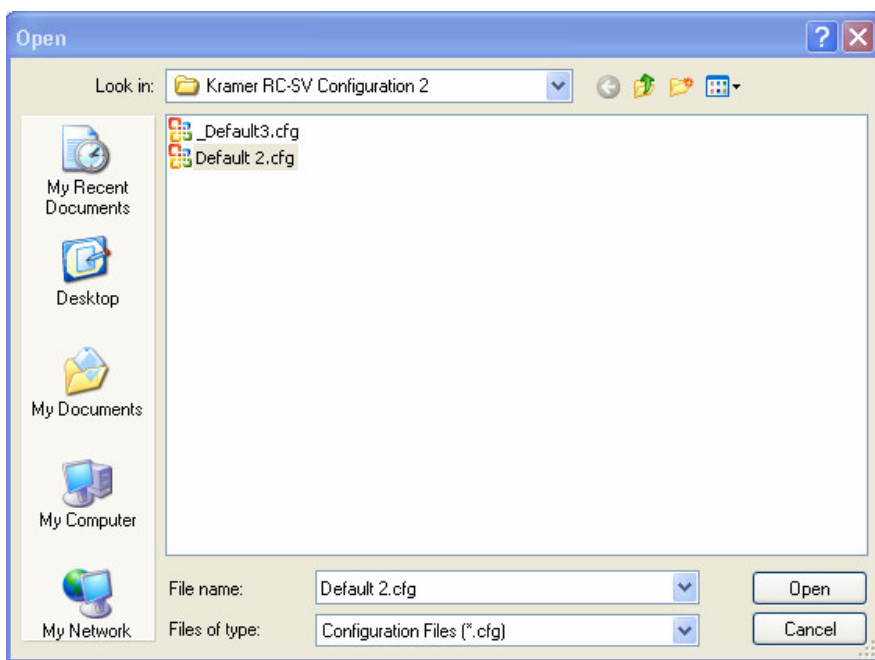 Open
Look in: Kramer RC-SV Configuration 2
_Default3.cfg
Default 2.cfg
My Recent
Documents
Desktop
My Documents
My Computer
My Network
File name: Default 2.cfg Open
Files of type: Configuration Files (*.cfg) Cancel